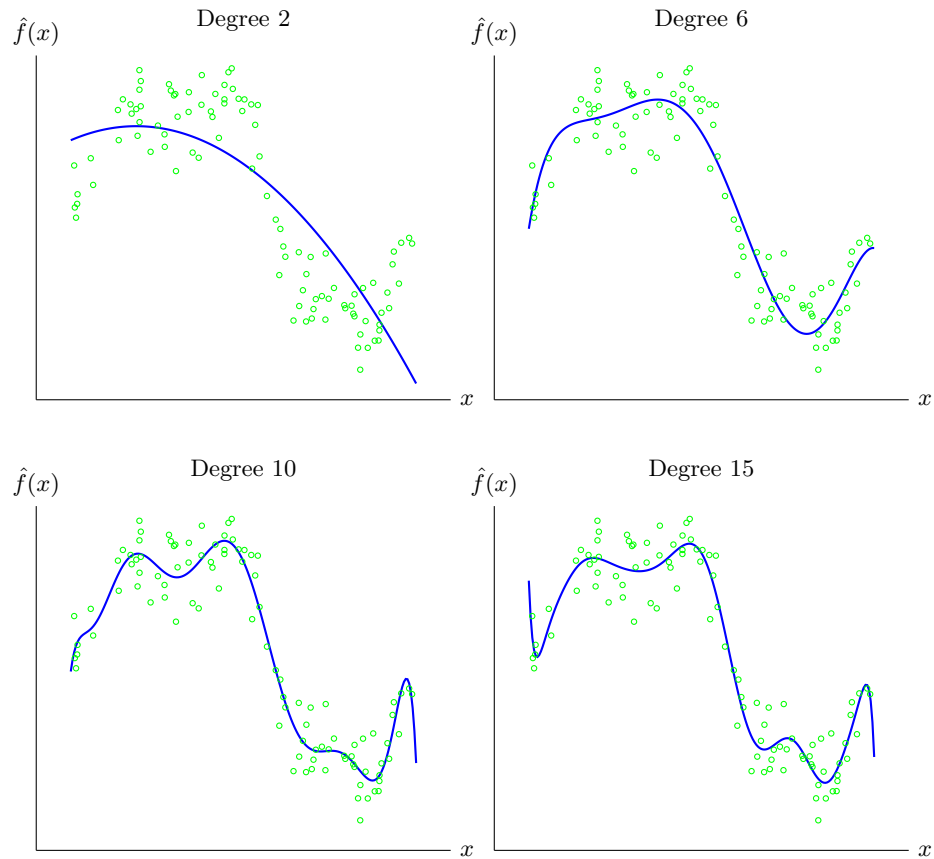 Degree 2
f̂(x)
x
Degree 6
f̂(x)
x
Degree 10
f̂(x)
x
Degree 15
f̂(x)
x